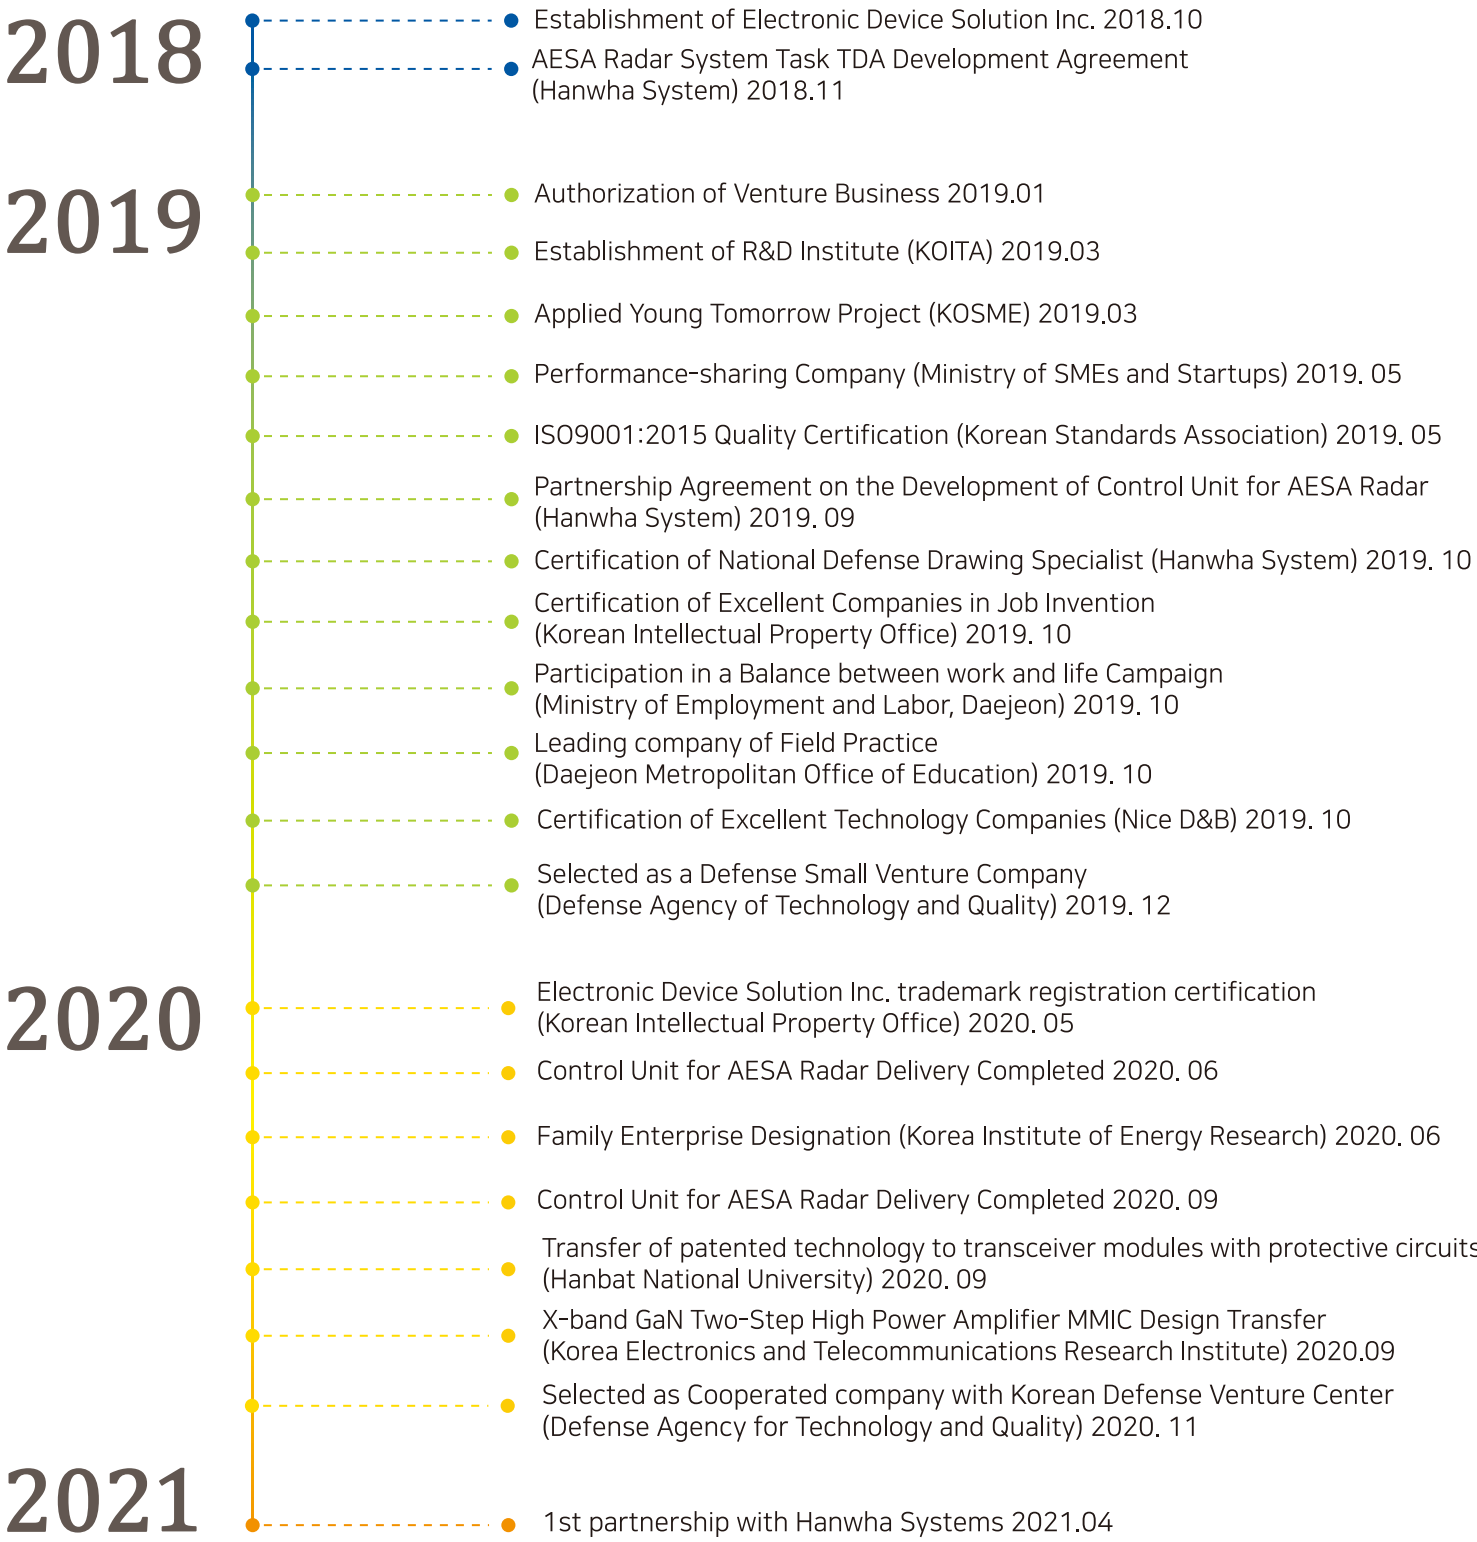 2018
Establishment of Electronic Device Solution Inc. 2018.10
AESA Radar System Task TDA Development Agreement
(Hanwha System) 2018.11
2019
Authorization of Venture Business 2019.01
Establishment of R&D Institute (KOITA) 2019.03
Applied Young Tomorrow Project (KOSME) 2019.03
Performance-sharing Company (Ministry of SMEs and Startups) 2019. 05
ISO9001:2015 Quality Certification (Korean Standards Association) 2019. 05
Partnership Agreement on the Development of Control Unit for AESA Radar
(Hanwha System) 2019. 09
Certification of National Defense Drawing Specialist (Hanwha System) 2019. 10
Certification of Excellent Companies in Job Invention
(Korean Intellectual Property Office) 2019. 10
Participation in a Balance between work and life Campaign
(Ministry of Employment and Labor, Daejeon) 2019. 10
Leading company of Field Practice
(Daejeon Metropolitan Office of Education) 2019. 10
Certification of Excellent Technology Companies (Nice D&B) 2019. 10
Selected as a Defense Small Venture Company
(Defense Agency of Technology and Quality) 2019. 12
2020
Electronic Device Solution Inc. trademark registration certification
(Korean Intellectual Property Office) 2020. 05
Control Unit for AESA Radar Delivery Completed 2020. 06
Family Enterprise Designation (Korea Institute of Energy Research) 2020. 06
Control Unit for AESA Radar Delivery Completed 2020. 09
Transfer of patented technology to transceiver modules with protective circuits
(Hanbat National University) 2020. 09
X-band GaN Two-Step High Power Amplifier MMIC Design Transfer
(Korea Electronics and Telecommunications Research Institute) 2020.09
Selected as Cooperated company with Korean Defense Venture Center
(Defense Agency for Technology and Quality) 2020. 11
2021
1st partnership with Hanwha Systems 2021.04